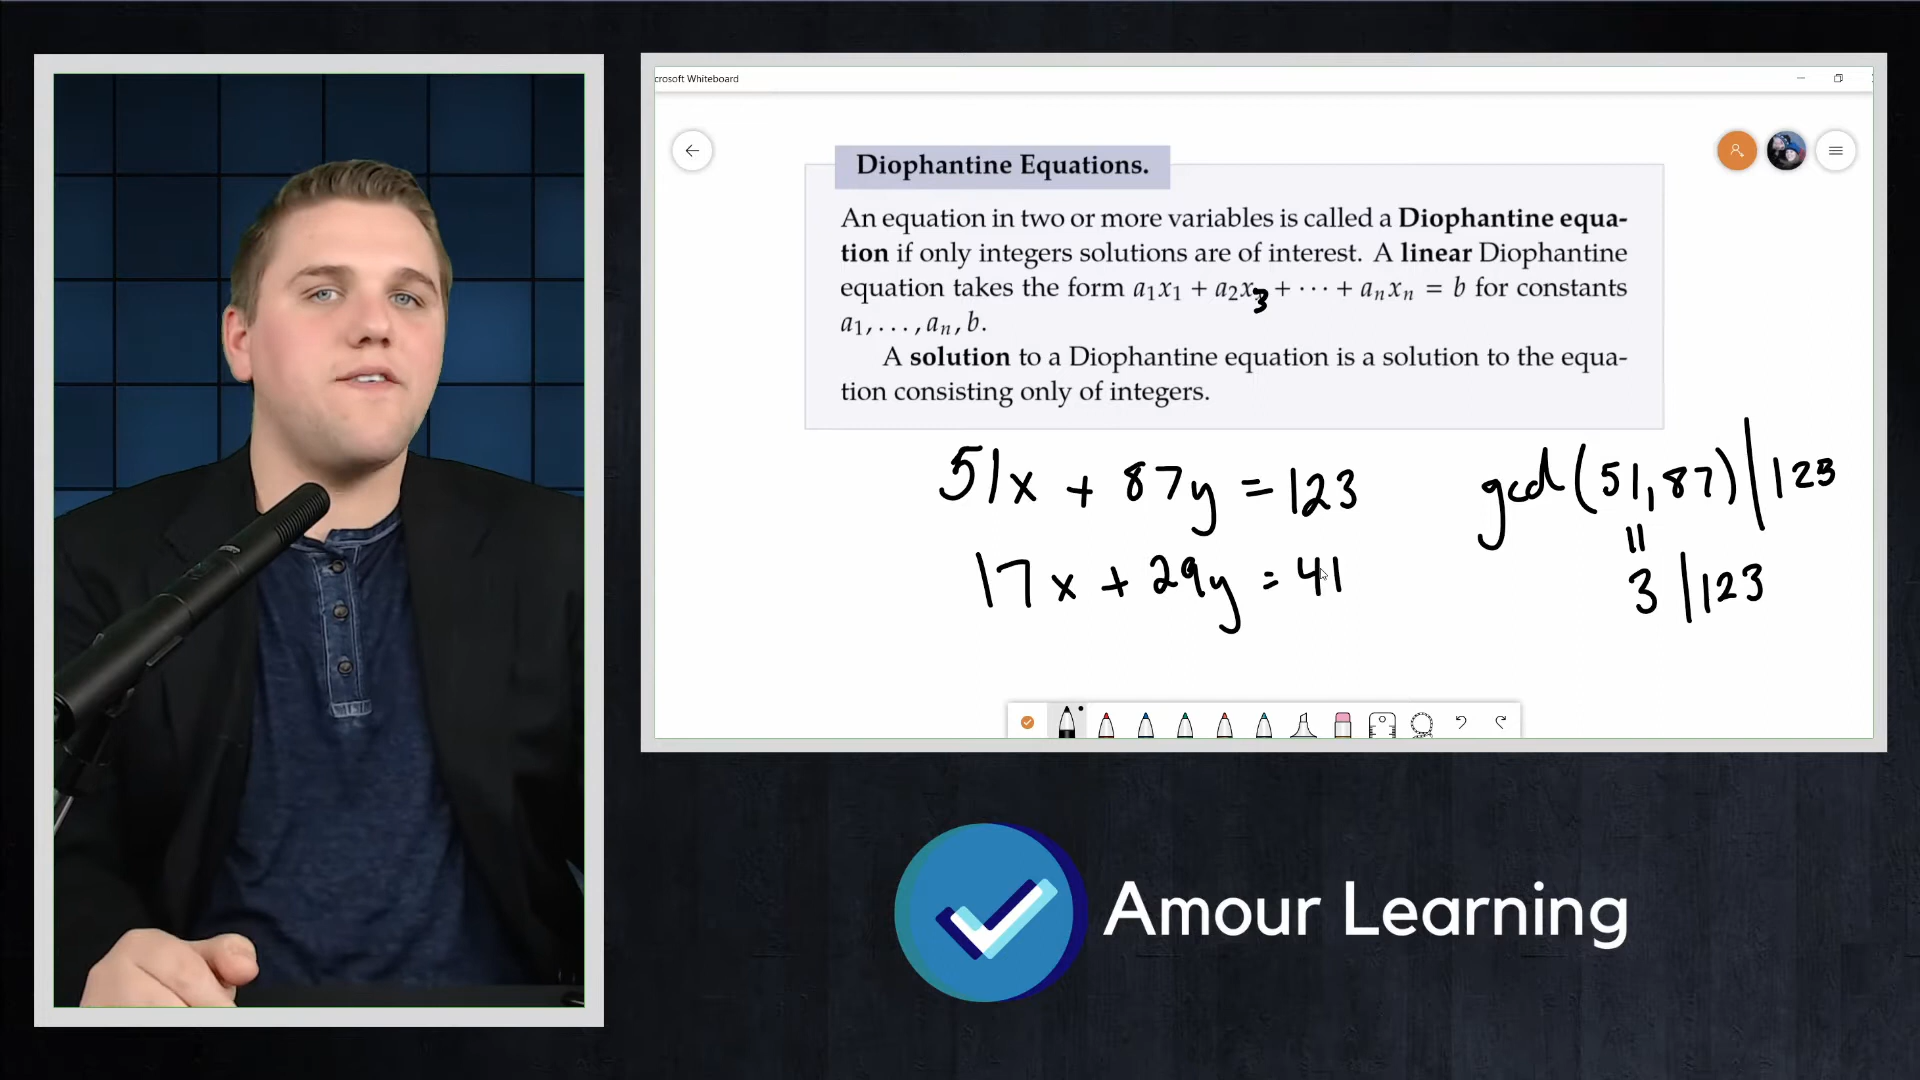 crosoft Whiteboard
Diophantine Equations.
An equation in two or more variables is called a Diophantine equa-
tion if only integers solutions are of interest. A linear Diophantine
equation takes the form a₁x₁ + a₂x₃ + ⋯ + aₙxₙ = b for constants
a₁, . . . , aₙ, b.
A solution to a Diophantine equation is a solution to the equa-
tion consisting only of integers.
51x + 87y = 123
gcd(51,87) | 123
17x + 29y = 41
=
3 | 123
Amour Learning